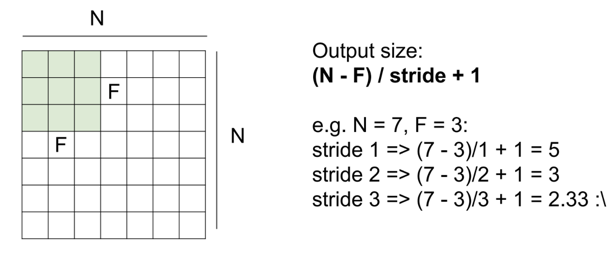 N
F
F
N
Output size:
(N - F) / stride + 1
e.g. N = 7, F = 3:
stride 1 => (7 - 3)/1 + 1 = 5
stride 2 => (7 - 3)/2 + 1 = 3
stride 3 => (7 - 3)/3 + 1 = 2.33 :\